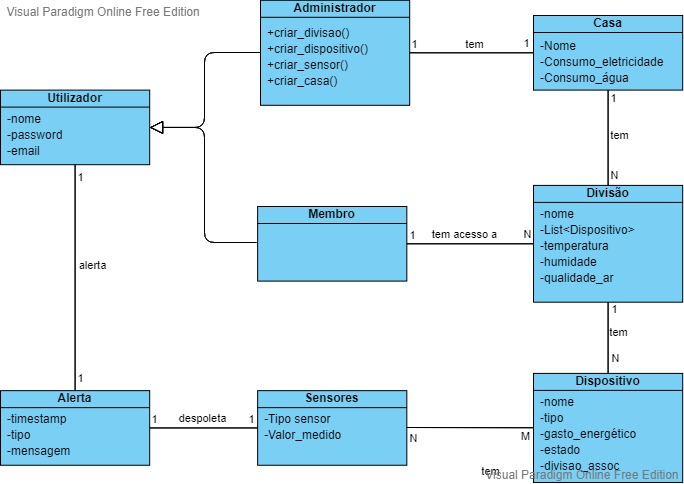 Visual Paradigm Online Free Edition
Administrador
+criar_divisao()
+criar_dispositivo()
+criar_sensor()
+criar_casa()
1
tem
1
Casa
-Nome
-Consumo_eletricidade
-Consumo_água
Utilizador
-nome
-password
-email
1
tem
N
1
alerta
1
Membro
1
tem acesso a
N
Divisão
-nome
-List<Dispositivo>
-temperatura
-humidade
-qualidade_ar
1
tem
N
Alerta
-timestamp
-tipo
-mensagem
1
despoleta
1
Sensores
-Tipo sensor
-Valor_medido
N
M
tem
Dispositivo
-nome
-tipo
-gasto_energético
-estado
-divisao_assoc
Visual Paradigm Online Free Edition